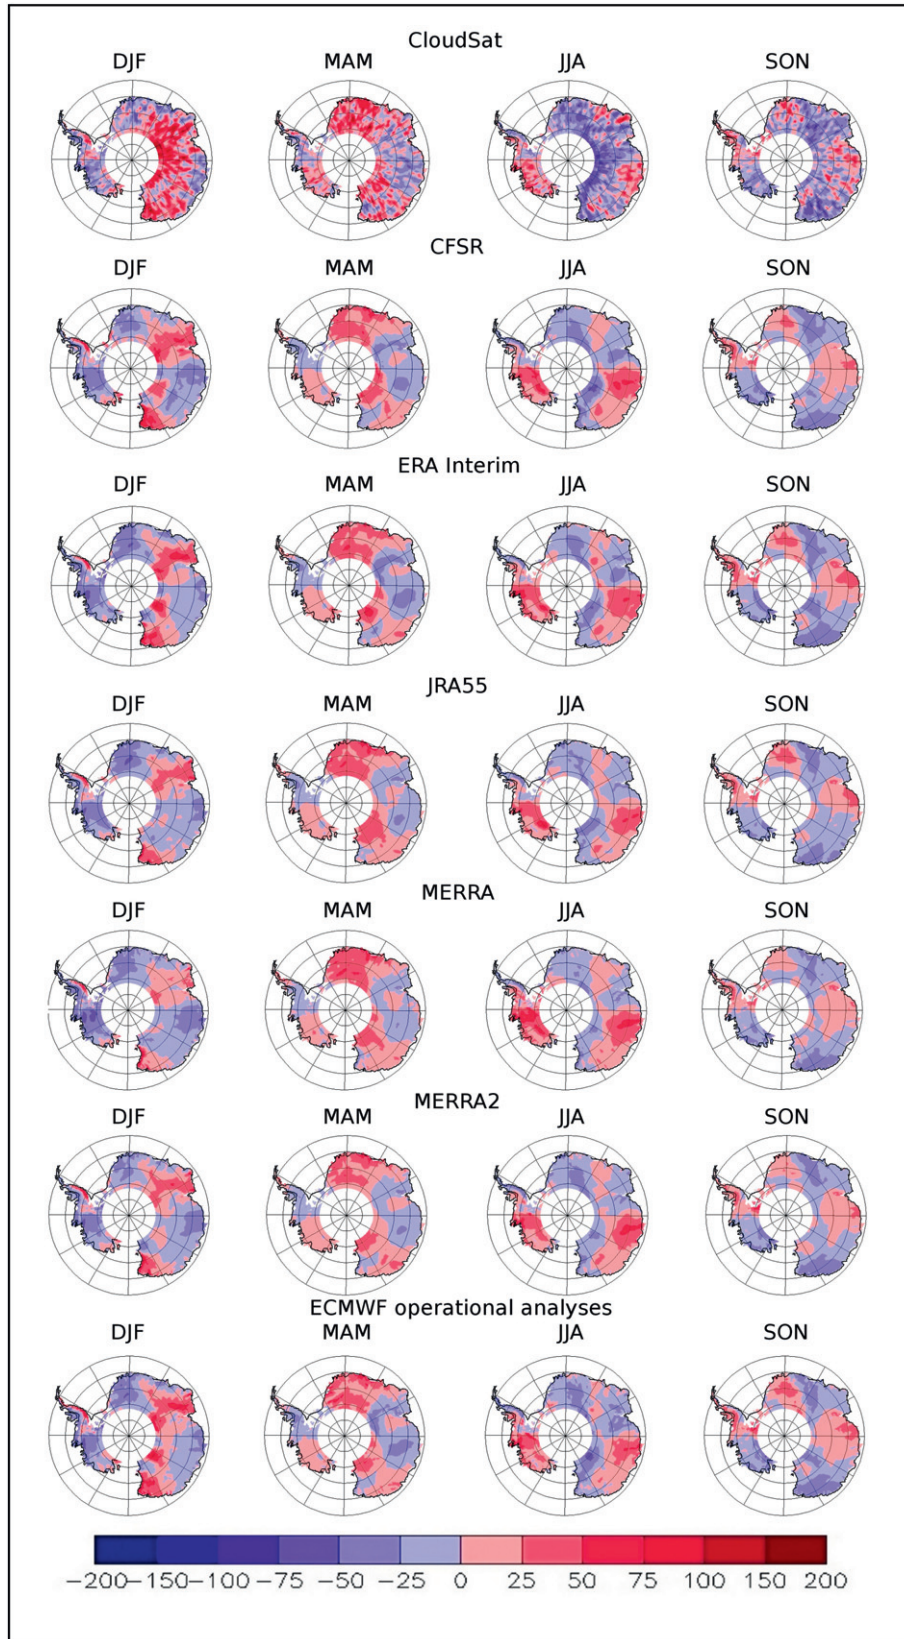 CloudSat
DJF MAM JJA SON
CFSR
DJF MAM JJA SON
ERA Interim
DJF MAM JJA SON
JRA55
DJF MAM JJA SON
MERRA
DJF MAM JJA SON
MERRA2
DJF MAM JJA SON
ECMWF operational analyses
DJF MAM JJA SON
−200 −150 −100 −75 −50 −25 0 25 50 75 100 150 200